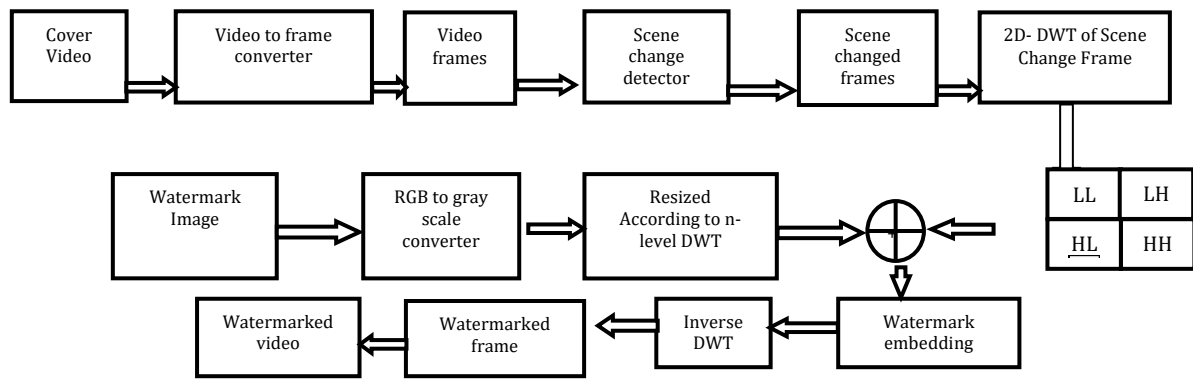 Cover
Video
Video to frame
converter
Video
frames
Scene
change
detector
Scene
changed
frames
2D- DWT of Scene
Change Frame
LL
LH
HL
HH
Watermark
Image
RGB to gray
scale
converter
Resized
According to n-
level DWT
Watermark
embedding
Inverse
DWT
Watermarked
frame
Watermarked
video